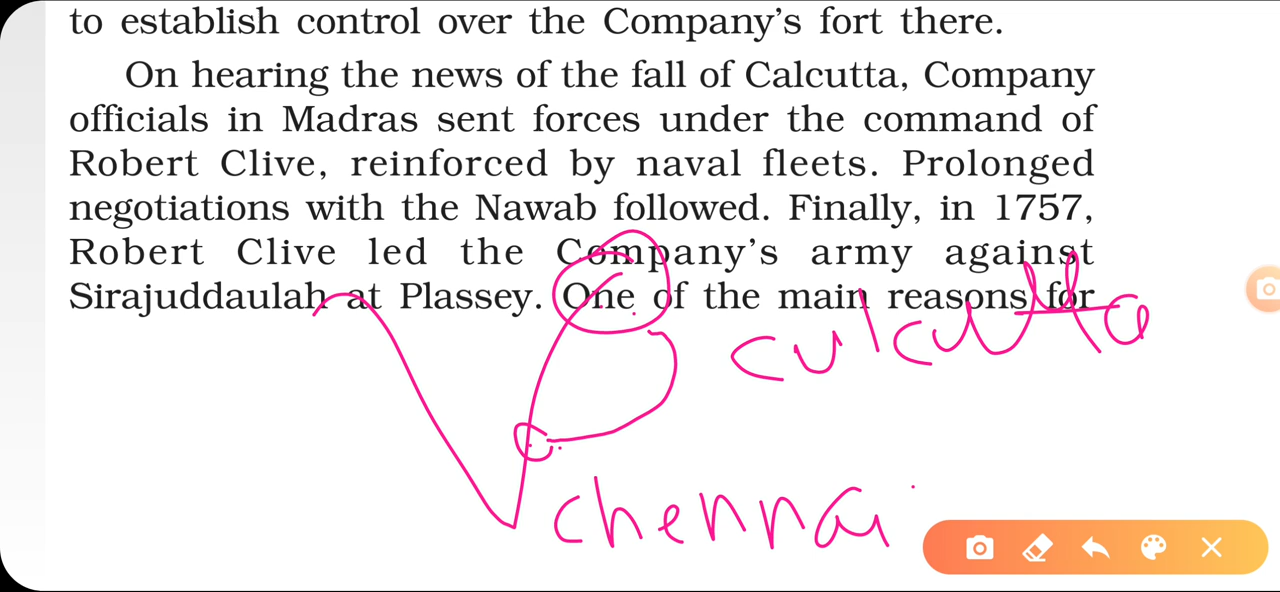 to establish control over the Company's fort there.
On hearing the news of the fall of Calcutta, Company
officials in Madras sent forces under the command of
Robert Clive, reinforced by naval fleets. Prolonged
negotiations with the Nawab followed. Finally, in 1757,
Robert Clive led the Company's army against
Sirajuddaulah at Plassey. One of the main reasons for
culcutta
chennai